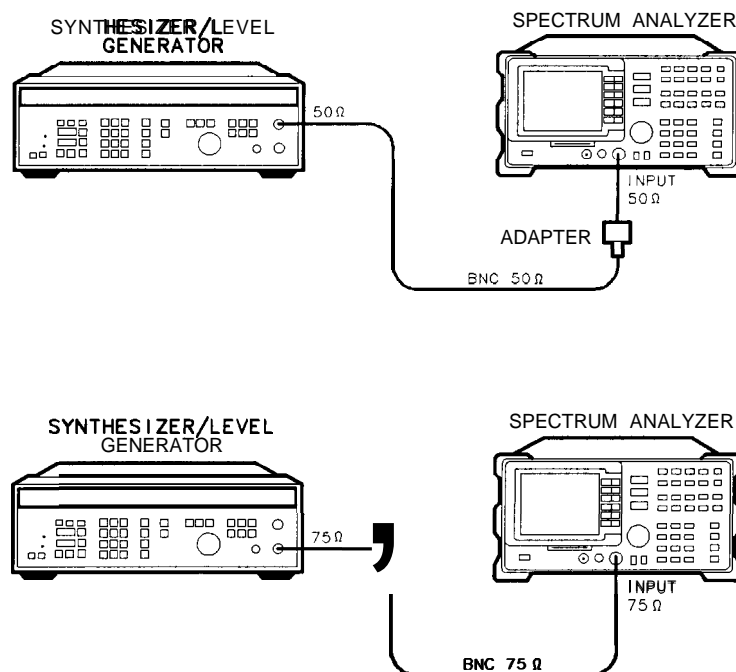 SYNTHESIZER/LEVEL
GENERATOR
SPECTRUM ANALYZER
50Ω
INPUT
50Ω
ADAPTER
BNC 50Ω
SYNTHESIZER/LEVEL
GENERATOR
SPECTRUM ANALYZER
75Ω
INPUT
75Ω
BNC 75Ω